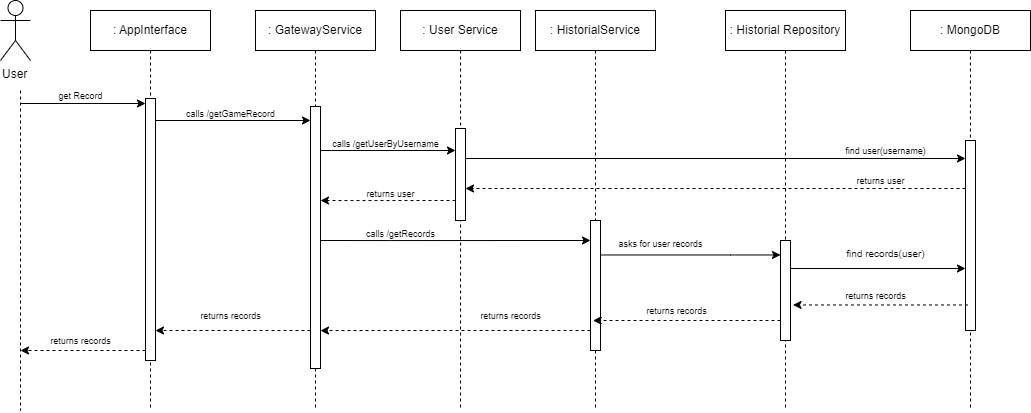 : AppInterface
: GatewayService
: User Service
: HistorialService
: Historial Repository
: MongoDB
User
get Record
calls /getGameRecord
calls /getUserByUsername
find user(username)
returns user
returns user
calls /getRecords
asks for user records
find records(user)
returns records
returns records
returns records
returns records
returns records